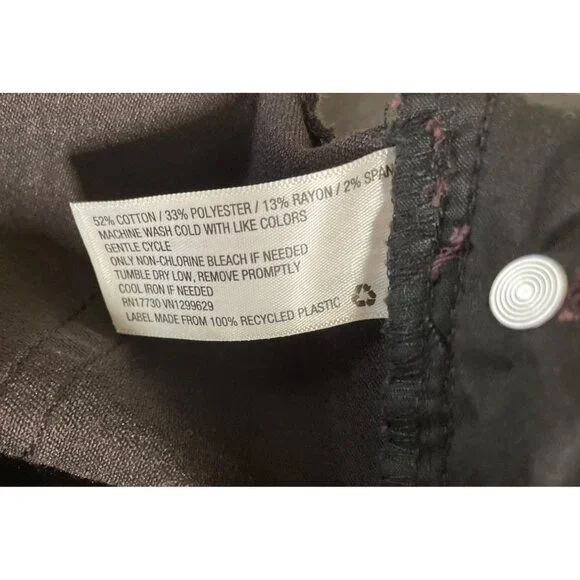 52% COTTON / 33% POLYESTER / 13% RAYON / 2% SPAN
MACHINE WASH COLD WITH LIKE COLORS
GENTLE CYCLE
ONLY NON-CHLORINE BLEACH IF NEEDED
TUMBLE DRY LOW, REMOVE PROMPTLY
COOL IRON IF NEEDED
RN17730 VN1299629
LABEL MADE FROM 100% RECYCLED PLASTIC